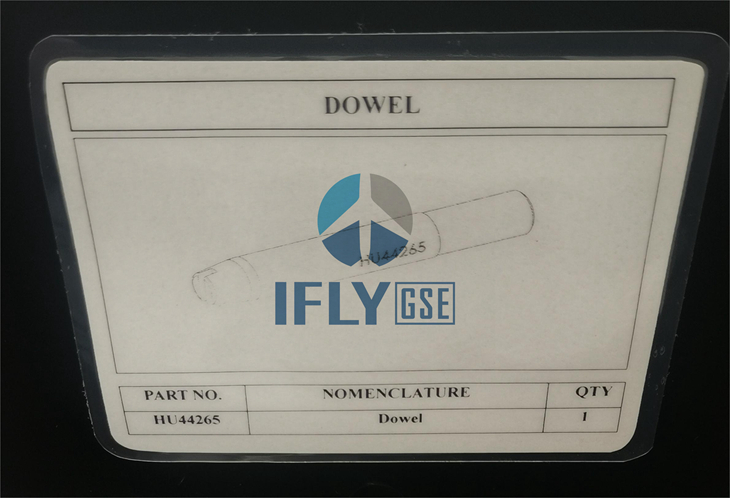 DOWEL
HU44265
IFLY GSE
PART NO. NOMENCLATURE QTY
HU44265 Dowel 1